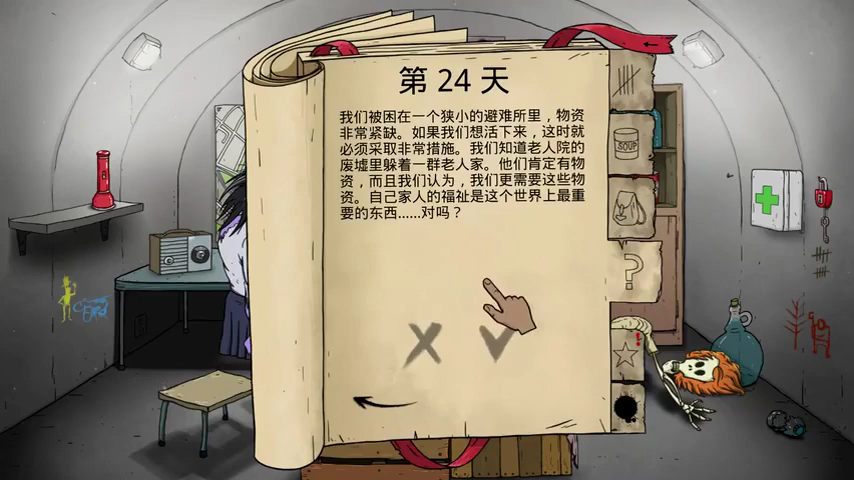 第 24 天
我们被困在一个狭小的避难所里，物资
非常紧缺。如果我们想活下来，这时就
必须采取非常措施。我们知道老人院的
废墟里躲着一群老人家。他们肯定有物
资，而且我们认为，我们更需要这些物
资。自己家人的福祉是这个世界上最重
要的东西......对吗？
SOUP
?
!